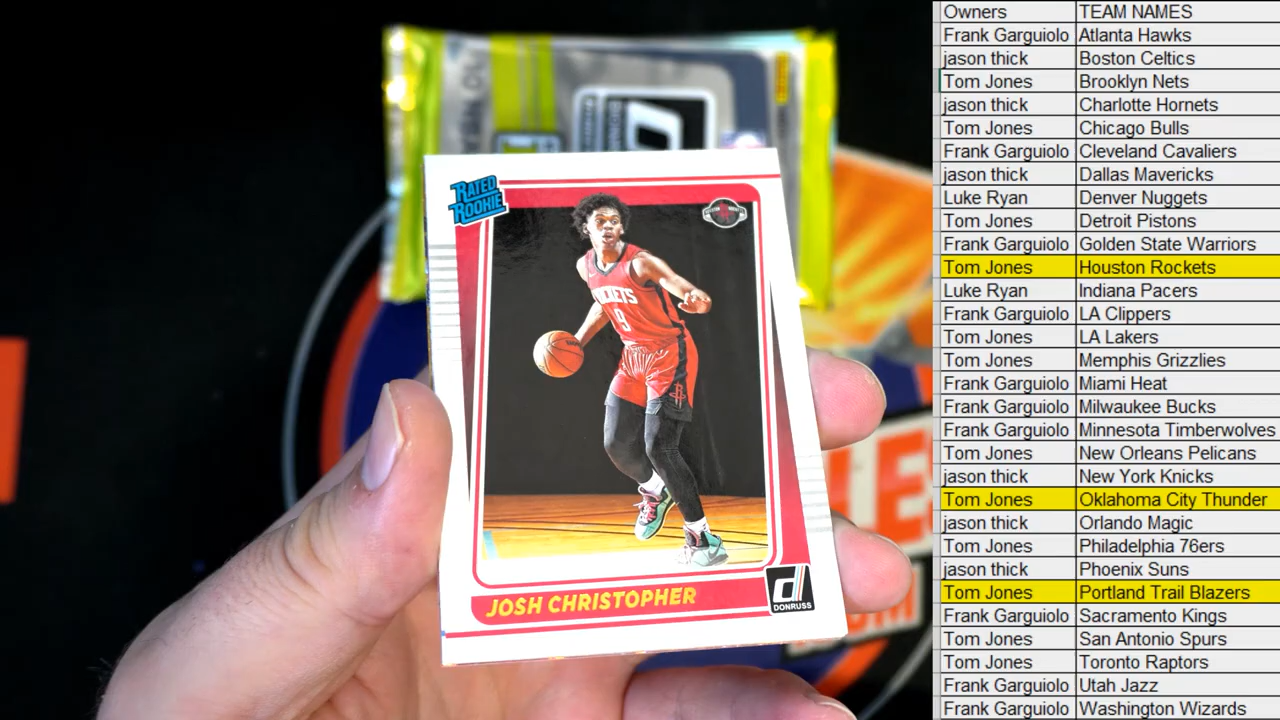 RATED
ROOKIE
ROCKETS
9
JOSH CHRISTOPHER
d
DONRUSS
Owners TEAM NAMES
Frank Garguiolo Atlanta Hawks
jason thick Boston Celtics
Tom Jones Brooklyn Nets
jason thick Charlotte Hornets
Tom Jones Chicago Bulls
Frank Garguiolo Cleveland Cavaliers
jason thick Dallas Mavericks
Luke Ryan Denver Nuggets
Tom Jones Detroit Pistons
Frank Garguiolo Golden State Warriors
Tom Jones Houston Rockets
Luke Ryan Indiana Pacers
Frank Garguiolo LA Clippers
Tom Jones LA Lakers
Tom Jones Memphis Grizzlies
Frank Garguiolo Miami Heat
Frank Garguiolo Milwaukee Bucks
Frank Garguiolo Minnesota Timberwolves
Tom Jones New Orleans Pelicans
jason thick New York Knicks
Tom Jones Oklahoma City Thunder
jason thick Orlando Magic
Tom Jones Philadelphia 76ers
jason thick Phoenix Suns
Tom Jones Portland Trail Blazers
Frank Garguiolo Sacramento Kings
Tom Jones San Antonio Spurs
Tom Jones Toronto Raptors
Frank Garguiolo Utah Jazz
Frank Garguiolo Washington Wizards